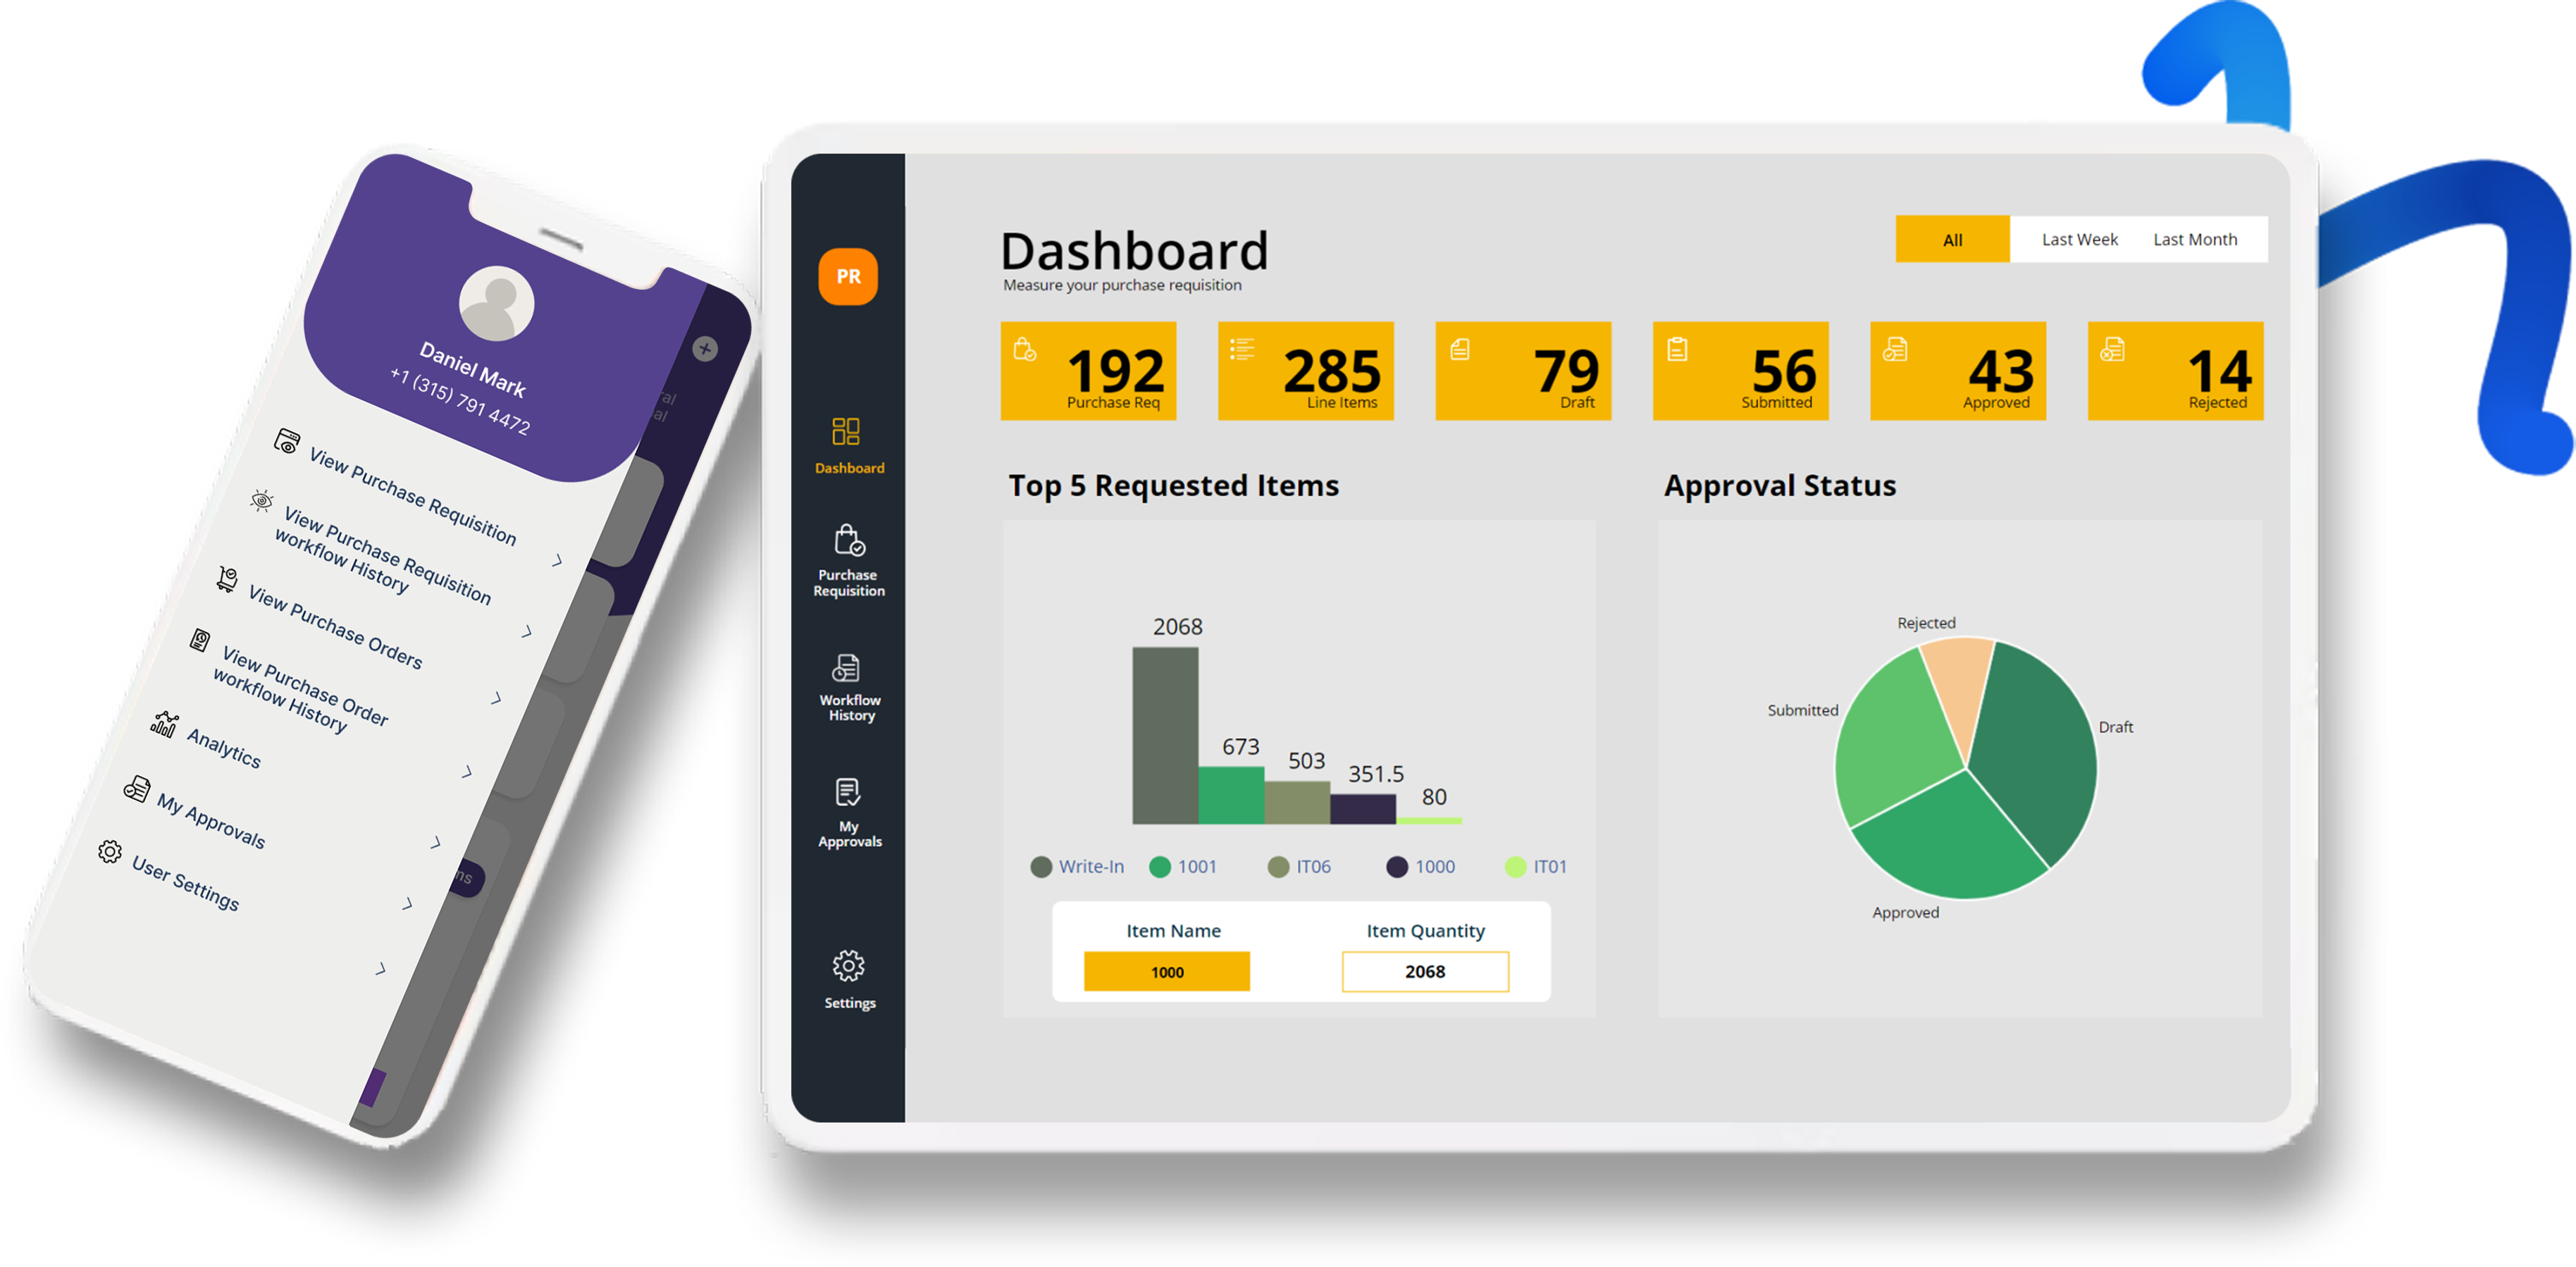 Daniel Mark
+1 (315) 791 4472
View Purchase Requisition
View Purchase Requisition
workflow History
View Purchase Orders
View Purchase Order
workflow History
Analytics
My Approvals
User Settings
PR
Dashboard
Purchase
Requisition
Workflow
History
My
Approvals
Settings
Dashboard
Measure your purchase requisition
All
Last Week
Last Month
192
Purchase Req
285
Line Items
79
Draft
56
Submitted
43
Approved
14
Rejected
Top 5 Requested Items
2068
673
503
351.5
80
Write-In
1001
IT06
1000
IT01
Item Name
Item Quantity
1000
2068
Approval Status
Rejected
Submitted
Draft
Approved